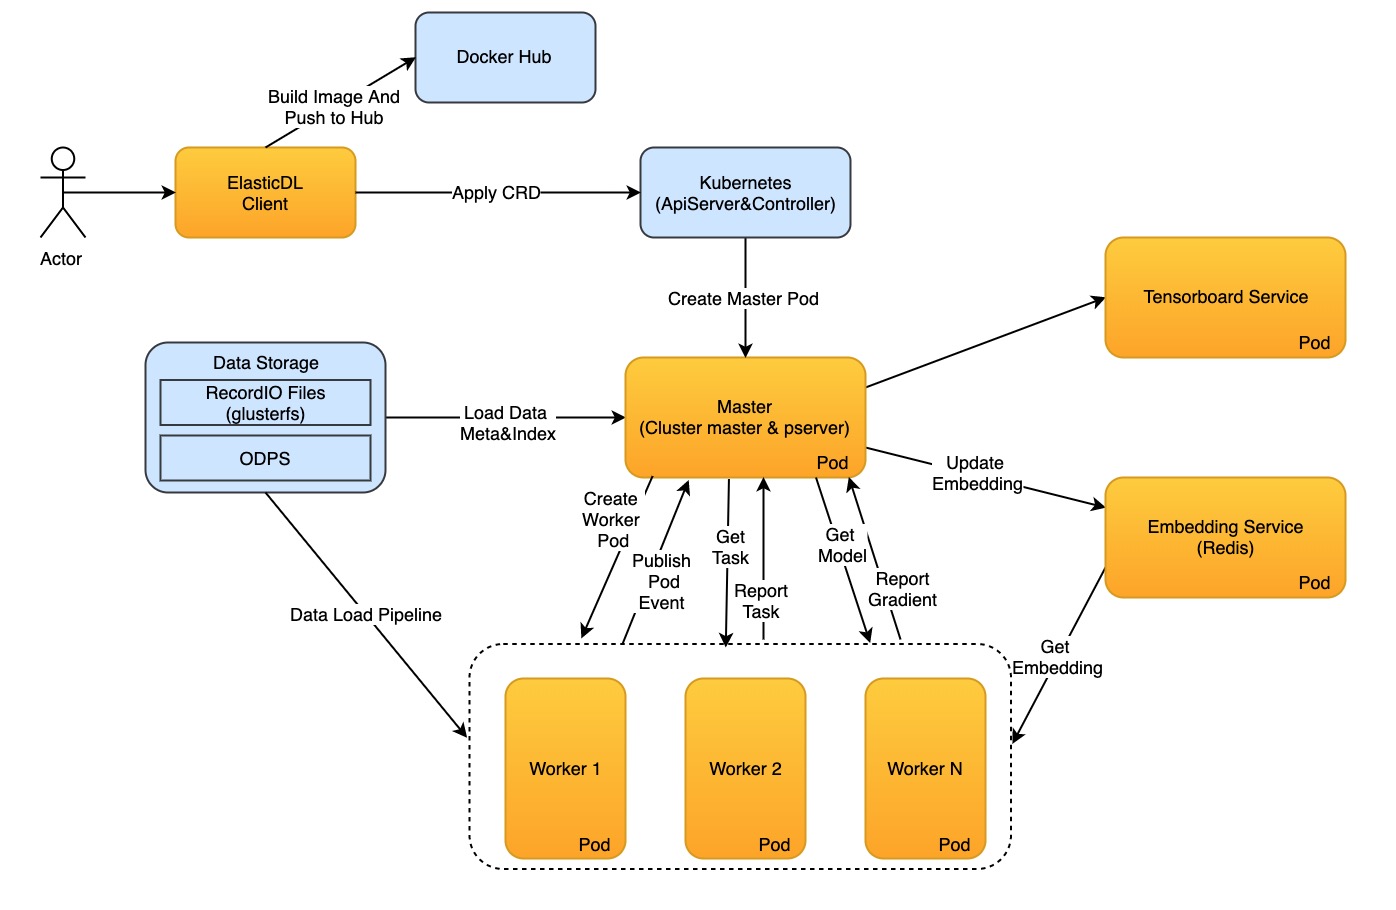 Docker Hub
Build Image And
Push to Hub
ElasticDL
Client
Apply CRD
Kubernetes
(ApiServer&Controller)
Actor
Create Master Pod
Tensorboard Service
Pod
Data Storage
RecordIO Files
(glusterfs)
ODPS
Load Data
Meta&Index
Master
(Cluster master & pserver)
Pod
Update
Embedding
Embedding Service
(Redis)
Pod
Create
Worker
Pod
Publish
Pod
Event
Get
Task
Report
Task
Get
Model
Report
Gradient
Data Load Pipeline
Get
Embedding
Worker 1
Pod
Worker 2
Pod
Worker N
Pod